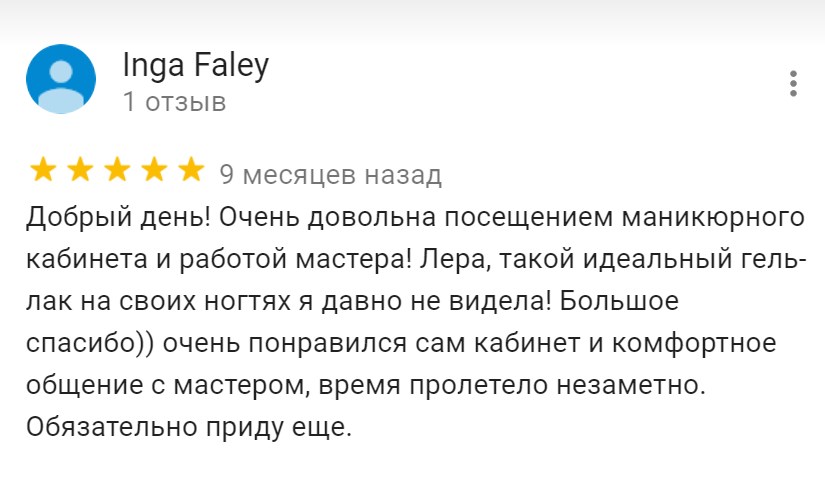 Inga Faley
1 отзыв
9 месяцев назад
Добрый день! Очень довольна посещением маникюрного
кабинета и работой мастера! Лера, такой идеальный гель-
лак на своих ногтях я давно не видела! Большое
спасибо)) очень понравился сам кабинет и комфортное
общение с мастером, время пролетело незаметно.
Обязательно приду еще.